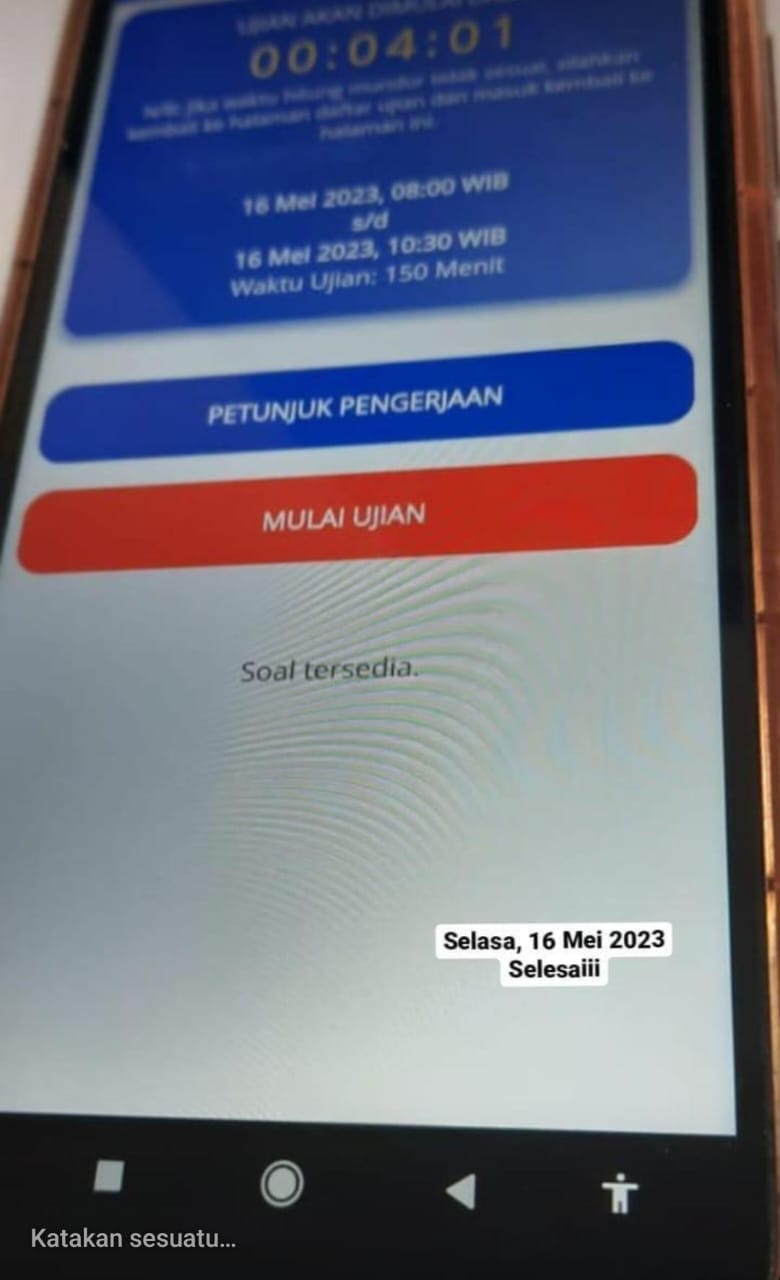 UJIAN AKAN DIMULAI
00:04:01
N/B: Jika waktu hitung mundur tidak sesuai, silahkan
kembali ke halaman daftar ujian dan masuk kembali ke
halaman ini.
16 Mei 2023, 08:00 WIB
s/d
16 Mei 2023, 10:30 WIB
Waktu Ujian: 150 Menit
PETUNJUK PENGERJAAN
MULAI UJIAN
Soal tersedia.
Selasa, 16 Mei 2023
Selesaiii
Katakan sesuatu...